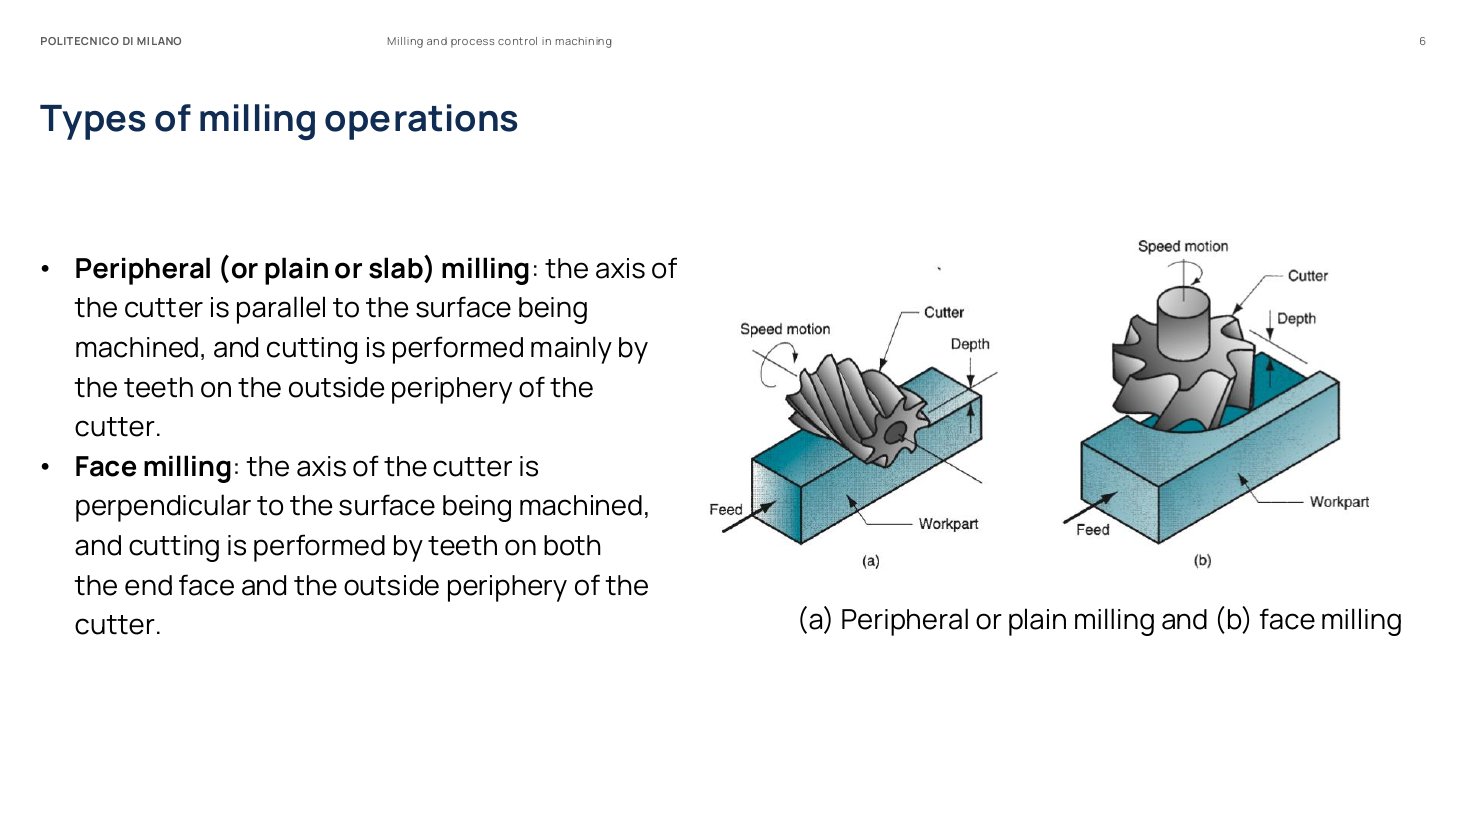 POLITECNICO DI MILANO
Milling and process control in machining
6
Types of milling operations
• Peripheral (or plain or slab) milling: the axis of
the cutter is parallel to the surface being
machined, and cutting is performed mainly by
the teeth on the outside periphery of the
cutter.
• Face milling: the axis of the cutter is
perpendicular to the surface being machined,
and cutting is performed by teeth on both
the end face and the outside periphery of the
cutter.
Speed motion
Cutter
Depth
Feed
Workpart
(a)
Speed motion
Cutter
Depth
Workpart
Feed
(b)
(a) Peripheral or plain milling and (b) face milling